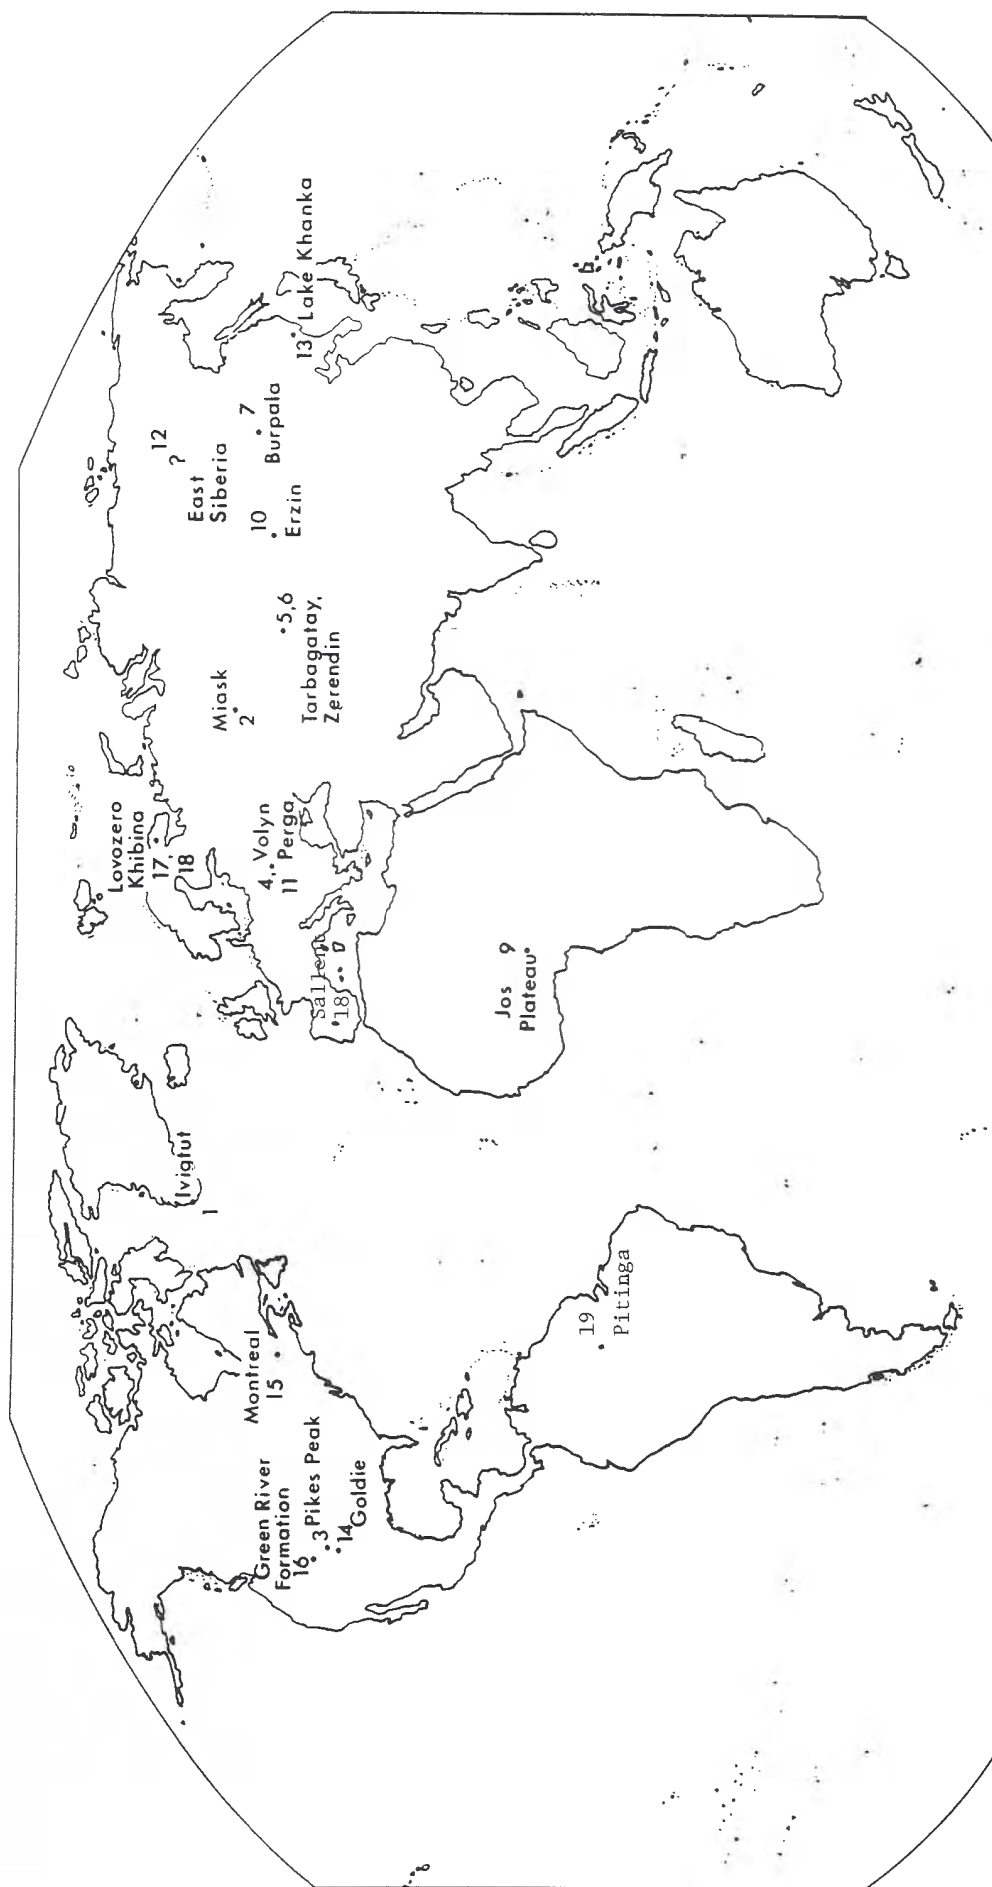 Green River
Formation
16
3 Pikes Peak
14
Goldie
Montreal
15
Ivigtut
1
19
Pitinga
Lovozero
Khibina
17,
18
4, Volyn
11 Perga
Sallent
18
Jos 9
Plateau
Miask
2
5,6
Tarbagatay,
Zerendin
10
Erzin
East
Siberia
? 12
7
Burpala
13 Lake Khanka